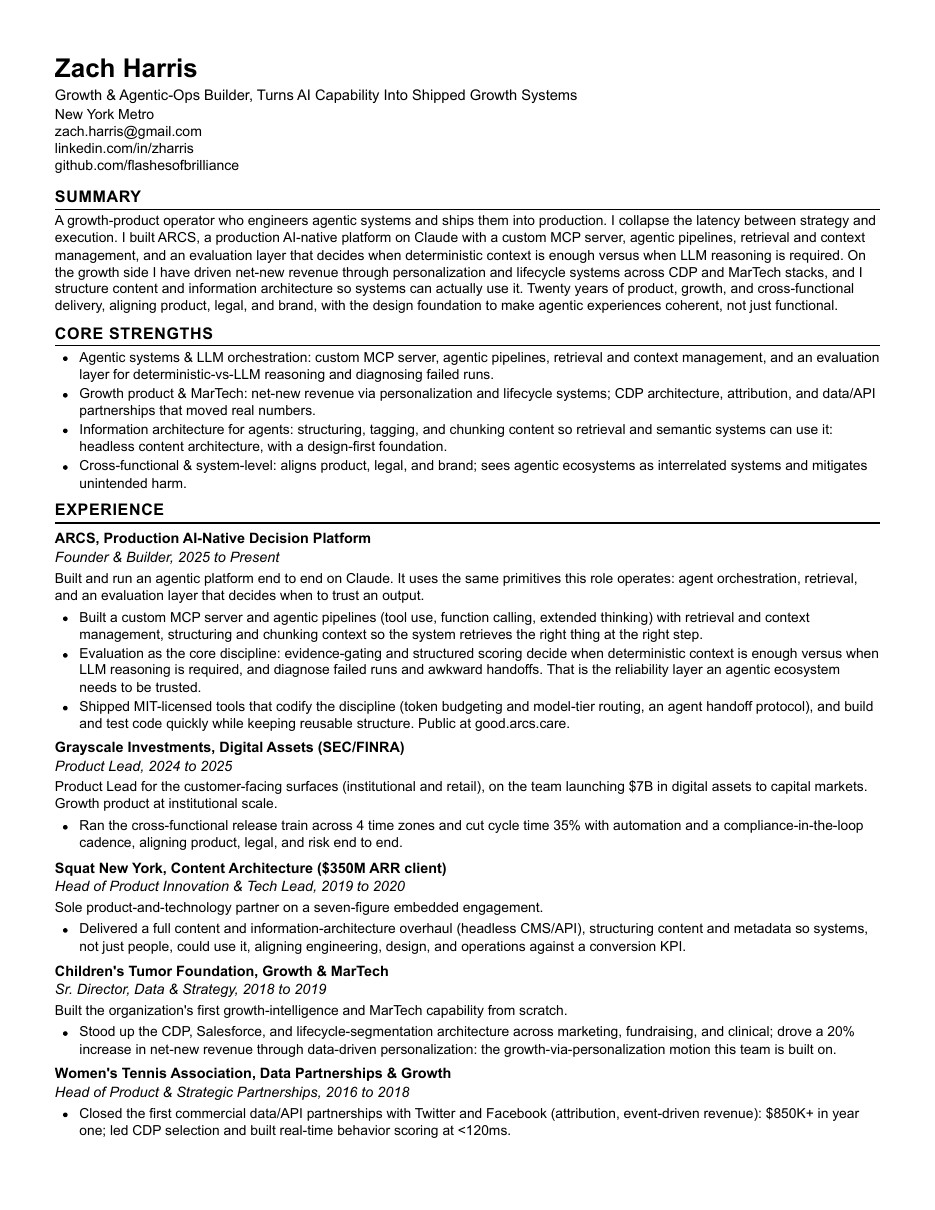 Zach Harris
Growth & Agentic-Ops Builder, Turns AI Capability Into Shipped Growth Systems
New York Metro
zach.harris@gmail.com
linkedin.com/in/zharris
github.com/flashesofbrilliance
SUMMARY
A growth-product operator who engineers agentic systems and ships them into production. I collapse the latency between strategy and
execution. I built ARCS, a production AI-native platform on Claude with a custom MCP server, agentic pipelines, retrieval and context
management, and an evaluation layer that decides when deterministic context is enough versus when LLM reasoning is required. On
the growth side I have driven net-new revenue through personalization and lifecycle systems across CDP and MarTech stacks, and I
structure content and information architecture so systems can actually use it. Twenty years of product, growth, and cross-functional
delivery, aligning product, legal, and brand, with the design foundation to make agentic experiences coherent, not just functional.
CORE STRENGTHS
• Agentic systems & LLM orchestration: custom MCP server, agentic pipelines, retrieval and context management, and an evaluation
layer for deterministic-vs-LLM reasoning and diagnosing failed runs.
• Growth product & MarTech: net-new revenue via personalization and lifecycle systems; CDP architecture, attribution, and data/API
partnerships that moved real numbers.
• Information architecture for agents: structuring, tagging, and chunking content so retrieval and semantic systems can use it:
headless content architecture, with a design-first foundation.
• Cross-functional & system-level: aligns product, legal, and brand; sees agentic ecosystems as interrelated systems and mitigates
unintended harm.
EXPERIENCE
ARCS, Production AI-Native Decision Platform
Founder & Builder, 2025 to Present
Built and run an agentic platform end to end on Claude. It uses the same primitives this role operates: agent orchestration, retrieval,
and an evaluation layer that decides when to trust an output.
• Built a custom MCP server and agentic pipelines (tool use, function calling, extended thinking) with retrieval and context
management, structuring and chunking context so the system retrieves the right thing at the right step.
• Evaluation as the core discipline: evidence-gating and structured scoring decide when deterministic context is enough versus when
LLM reasoning is required, and diagnose failed runs and awkward handoffs. That is the reliability layer an agentic ecosystem
needs to be trusted.
• Shipped MIT-licensed tools that codify the discipline (token budgeting and model-tier routing, an agent handoff protocol), and build
and test code quickly while keeping reusable structure. Public at good.arcs.care.
Grayscale Investments, Digital Assets (SEC/FINRA)
Product Lead, 2024 to 2025
Product Lead for the customer-facing surfaces (institutional and retail), on the team launching $7B in digital assets to capital markets.
Growth product at institutional scale.
• Ran the cross-functional release train across 4 time zones and cut cycle time 35% with automation and a compliance-in-the-loop
cadence, aligning product, legal, and risk end to end.
Squat New York, Content Architecture ($350M ARR client)
Head of Product Innovation & Tech Lead, 2019 to 2020
Sole product-and-technology partner on a seven-figure embedded engagement.
• Delivered a full content and information-architecture overhaul (headless CMS/API), structuring content and metadata so systems,
not just people, could use it, aligning engineering, design, and operations against a conversion KPI.
Children's Tumor Foundation, Growth & MarTech
Sr. Director, Data & Strategy, 2018 to 2019
Built the organization's first growth-intelligence and MarTech capability from scratch.
• Stood up the CDP, Salesforce, and lifecycle-segmentation architecture across marketing, fundraising, and clinical; drove a 20%
increase in net-new revenue through data-driven personalization: the growth-via-personalization motion this team is built on.
Women's Tennis Association, Data Partnerships & Growth
Head of Product & Strategic Partnerships, 2016 to 2018
• Closed the first commercial data/API partnerships with Twitter and Facebook (attribution, event-driven revenue): $850K+ in year
one; led CDP selection and built real-time behavior scoring at <120ms.